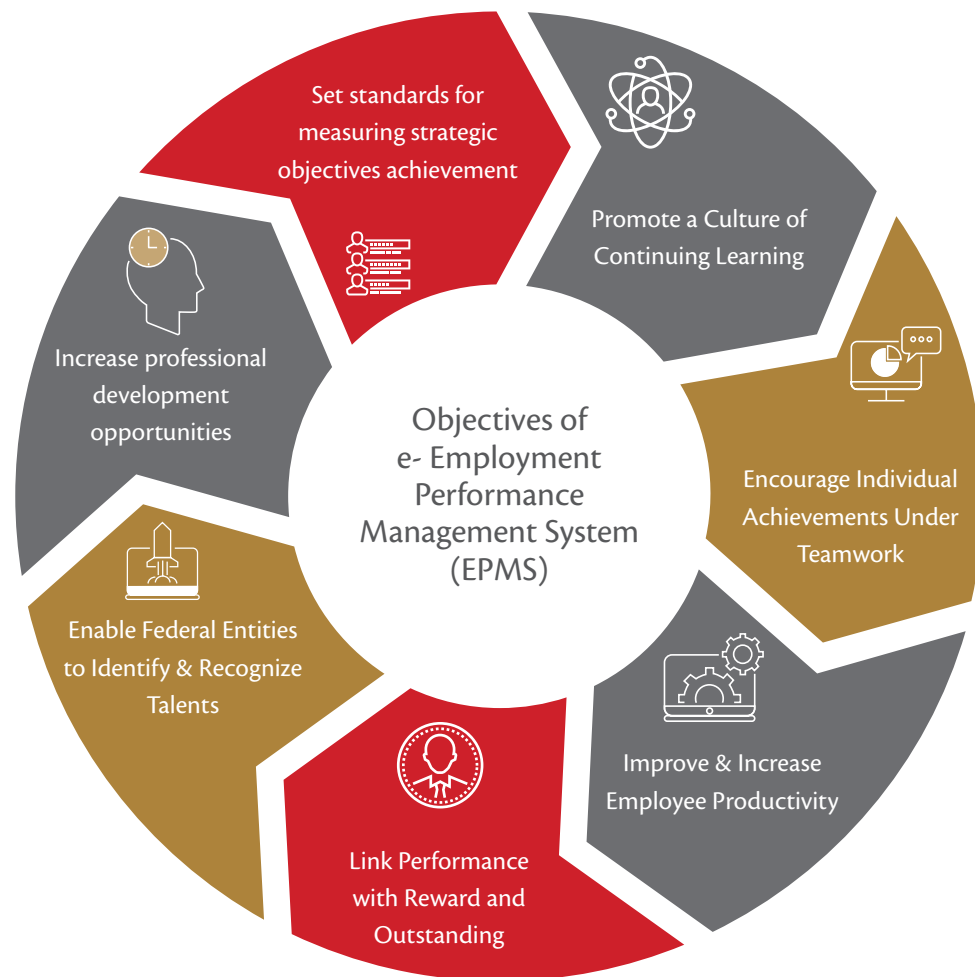 Set standards for
measuring strategic
objectives achievement
Promote a Culture of
Continuing Learning
Encourage Individual
Achievements Under
Teamwork
Improve & Increase
Employee Productivity
Link Performance
with Reward and
Outstanding
Enable Federal Entities
to Identify & Recognize
Talents
Increase professional
development
opportunities
Objectives of
e- Employment
Performance
Management System
(EPMS)